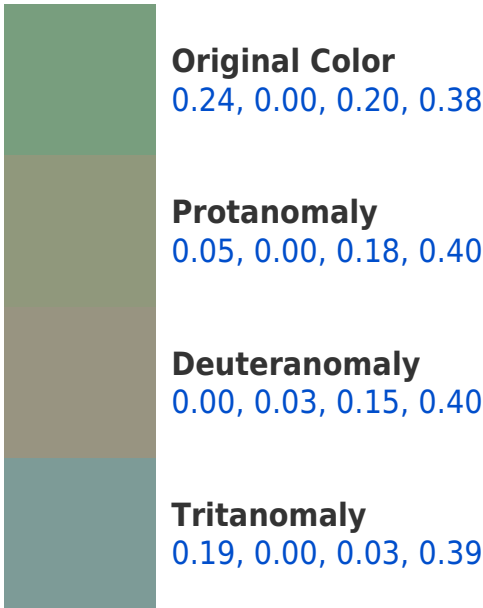 Original Color
0.24, 0.00, 0.20, 0.38
Protanomaly
0.05, 0.00, 0.18, 0.40
Deuteranomaly
0.00, 0.03, 0.15, 0.40
Tritanomaly
0.19, 0.00, 0.03, 0.39